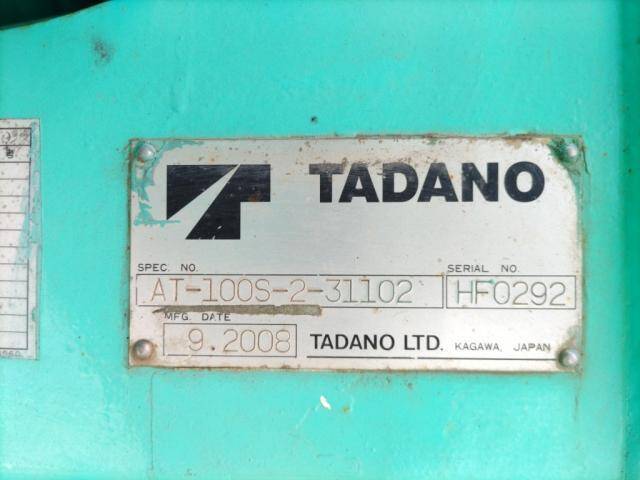 TADANO
SPEC. NO. SERIAL NO.
AT-100S-2-31102 HF0292
MFG. DATE
9.2008 TADANO LTD. KAGAWA, JAPAN